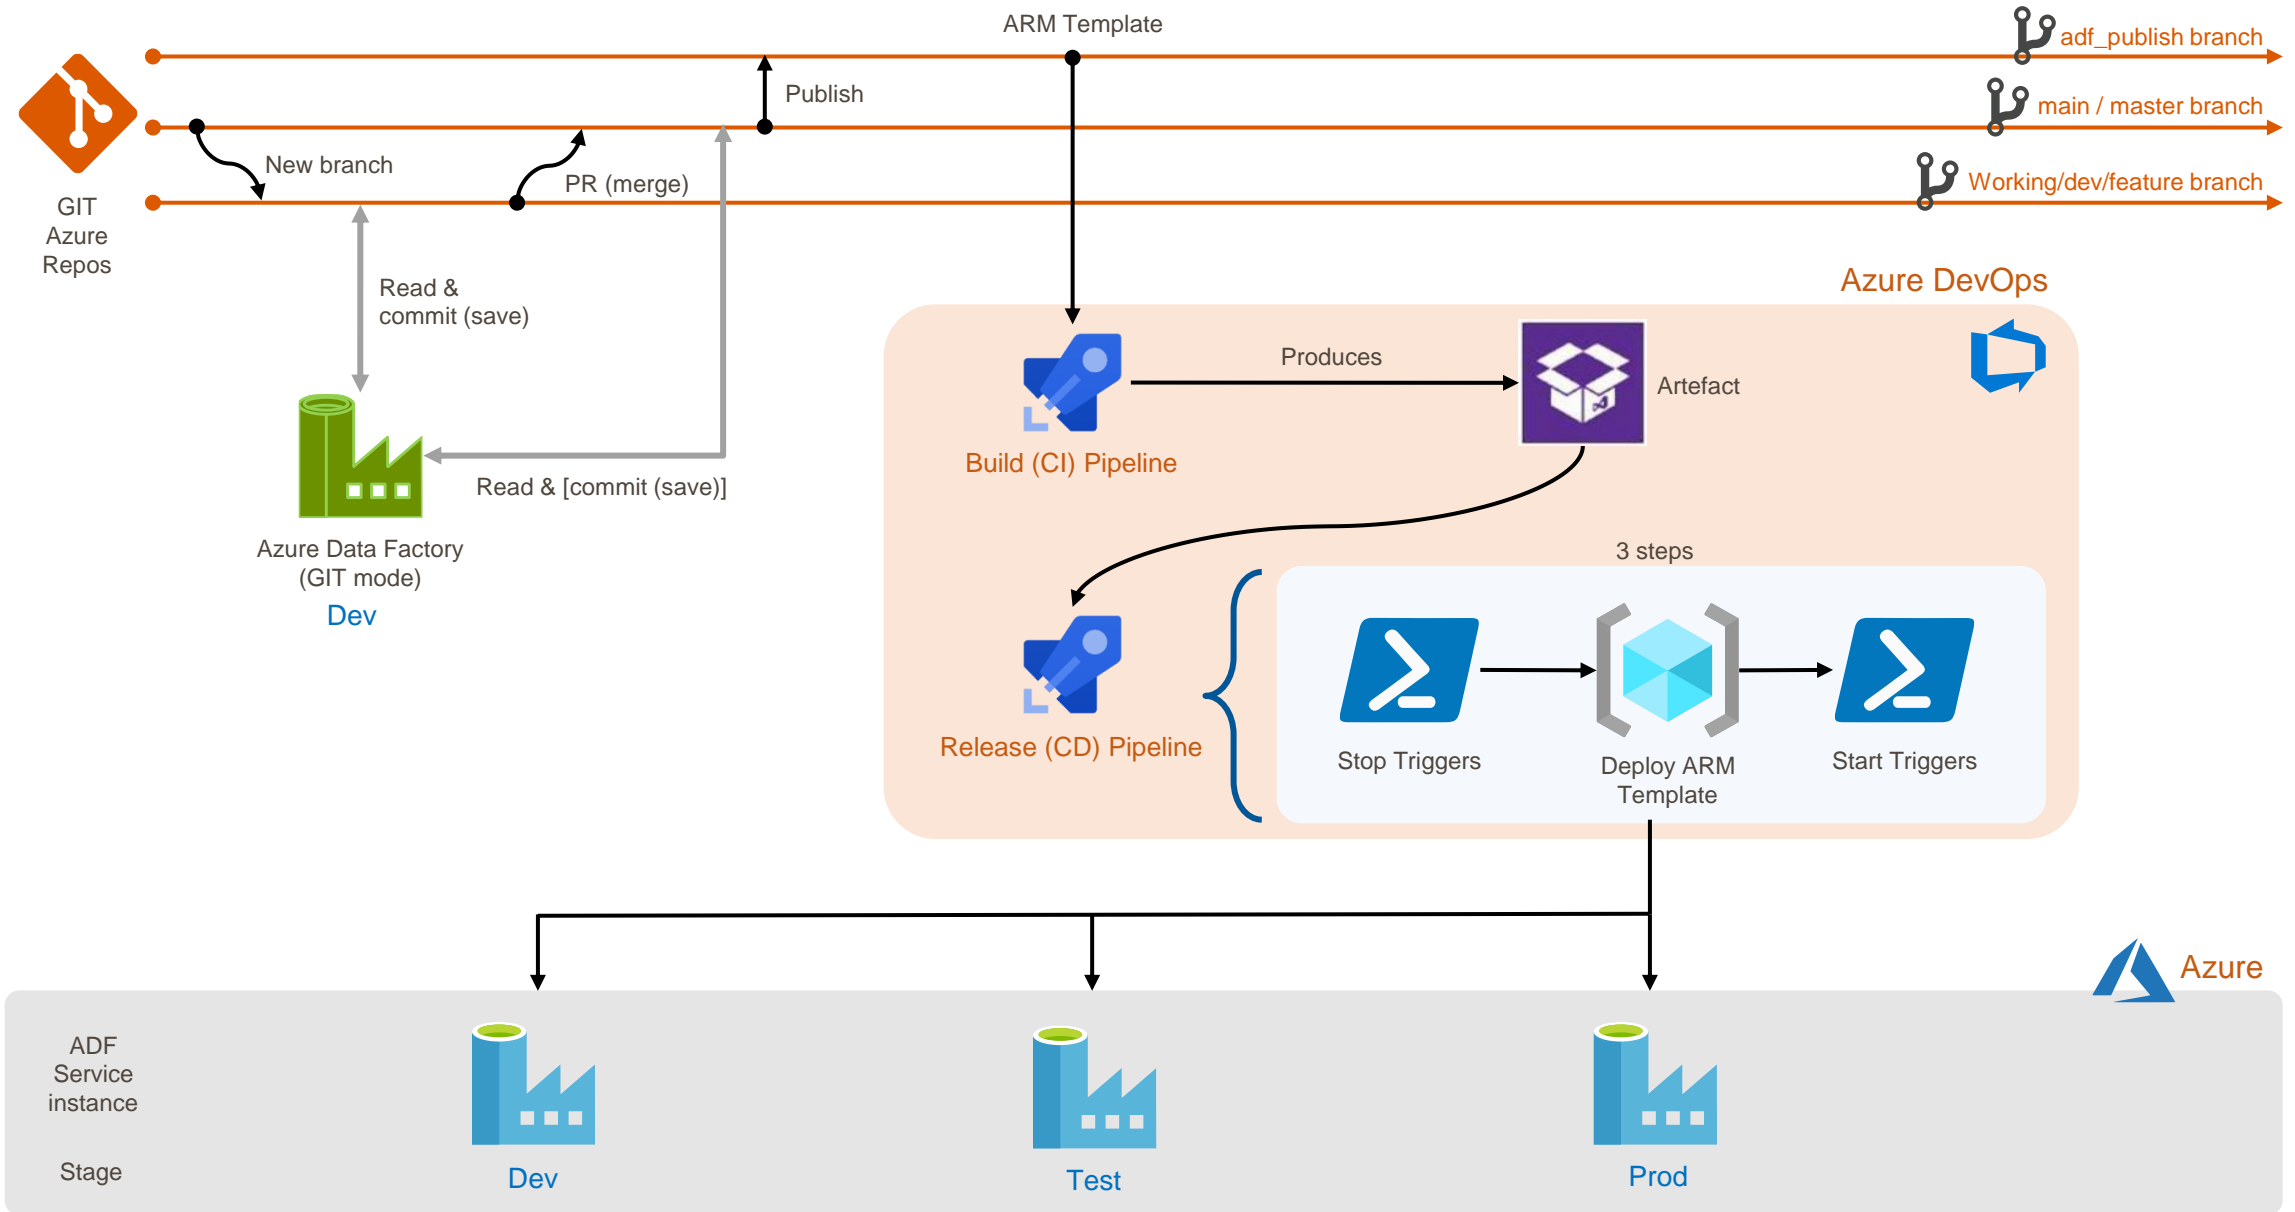 ARM Template
adf_publish branch
Publish
main / master branch
New branch
PR (merge)
Working/dev/feature branch
GIT
Azure
Repos
Read &
commit (save)
Azure DevOps
Produces
Artefact
Build (CI) Pipeline
Read & [commit (save)]
Azure Data Factory
(GIT mode)
Dev
3 steps
Release (CD) Pipeline
Stop Triggers
Deploy ARM
Template
Start Triggers
Azure
ADF
Service
instance
Stage
Dev
Test
Prod